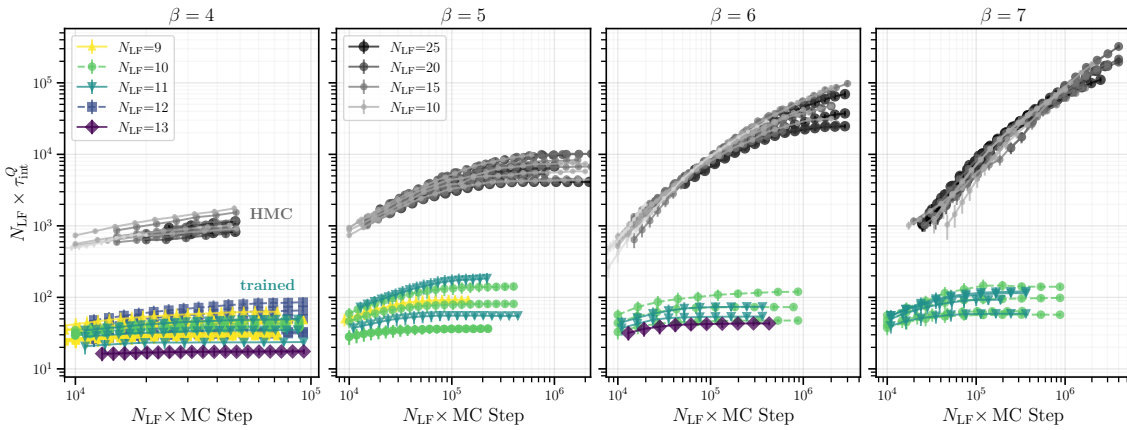 β = 4
β = 5
β = 6
β = 7
N_LF × τ^Q_int
10^5
10^4
10^3
10^2
10^1
N_LF=9
N_LF=10
N_LF=11
N_LF=12
N_LF=13
HMC
trained
N_LF=25
N_LF=20
N_LF=15
N_LF=10
10^4 10^5
10^4 10^5 10^6
10^4 10^5 10^6
10^4 10^5 10^6
N_LF × MC Step
N_LF × MC Step
N_LF × MC Step
N_LF × MC Step